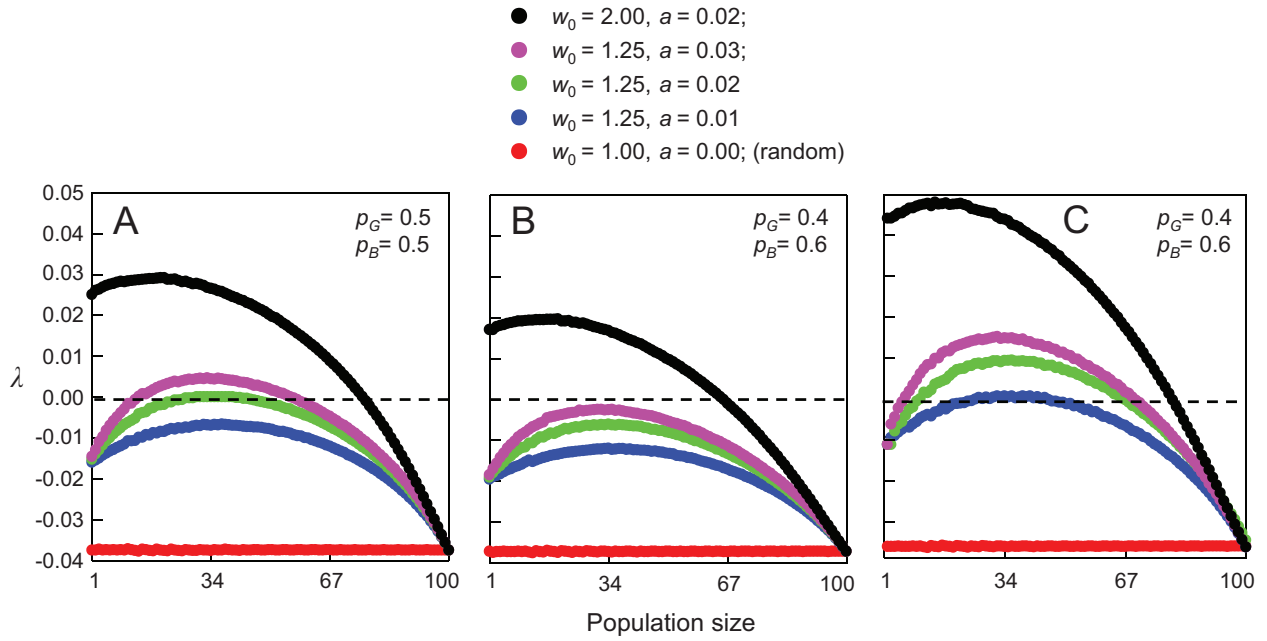 w0 = 2.00, a = 0.02;
w0 = 1.25, a = 0.03;
w0 = 1.25, a = 0.02
w0 = 1.25, a = 0.01
w0 = 1.00, a = 0.00; (random)
A
pG = 0.5
pB = 0.5
B
pG = 0.4
pB = 0.6
C
pG = 0.4
pB = 0.6
0.05
0.04
0.03
0.02
0.01
0.00
-0.01
-0.02
-0.03
-0.04
λ
1 34 67 100
1 34 67 100
1 34 67 100
Population size